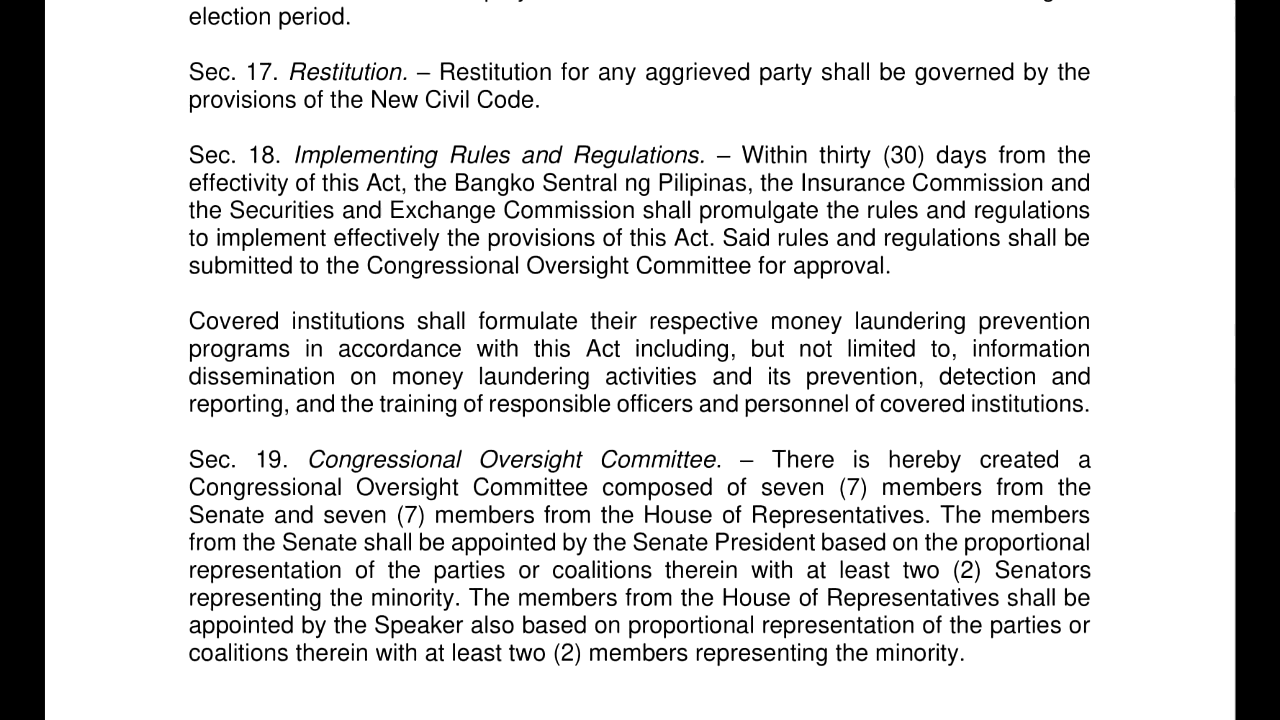 election period.
Sec. 17. Restitution. – Restitution for any aggrieved party shall be governed by the
provisions of the New Civil Code.
Sec. 18. Implementing Rules and Regulations. – Within thirty (30) days from the
effectivity of this Act, the Bangko Sentral ng Pilipinas, the Insurance Commission and
the Securities and Exchange Commission shall promulgate the rules and regulations
to implement effectively the provisions of this Act. Said rules and regulations shall be
submitted to the Congressional Oversight Committee for approval.
Covered institutions shall formulate their respective money laundering prevention
programs in accordance with this Act including, but not limited to, information
dissemination on money laundering activities and its prevention, detection and
reporting, and the training of responsible officers and personnel of covered institutions.
Sec. 19. Congressional Oversight Committee. – There is hereby created a
Congressional Oversight Committee composed of seven (7) members from the
Senate and seven (7) members from the House of Representatives. The members
from the Senate shall be appointed by the Senate President based on the proportional
representation of the parties or coalitions therein with at least two (2) Senators
representing the minority. The members from the House of Representatives shall be
appointed by the Speaker also based on proportional representation of the parties or
coalitions therein with at least two (2) members representing the minority.